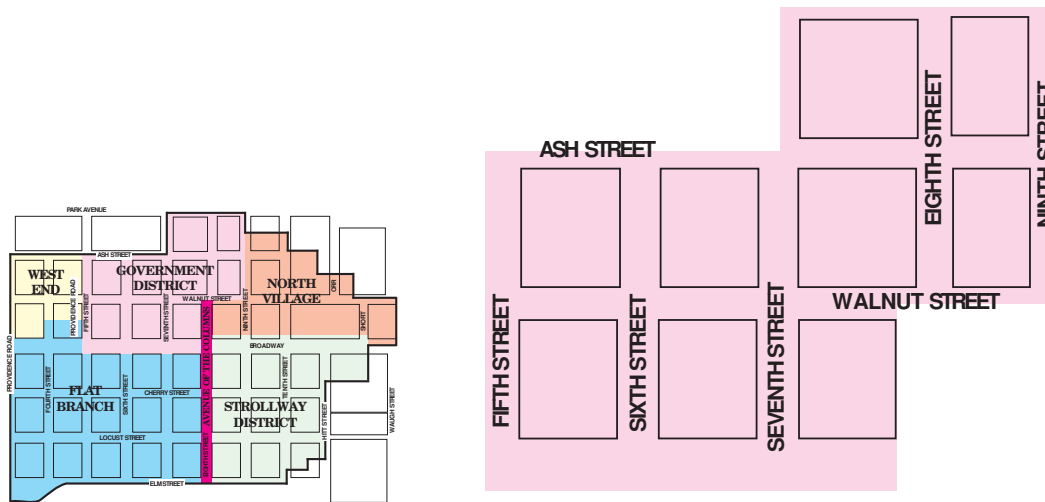 PARK AVENUE
ASH STREET
WEST
END
GOVERNMENT
DISTRICT
NORTH
VILLAGE
ORR
PROVIDENCE ROAD
FIFTH STREET
WALNUT STREET
SEVENTH STREET
NINTH STREET
SHORT
PROVIDENCE ROAD
BROADWAY
AVENUE OF THE COLUMNS
FOURTH STREET
SIXTH STREET
TENTH STREET
FLAT
BRANCH
CHERRY STREET
STROLLWAY
DISTRICT
HITT STREET
WAUGH STREET
LOCUST STREET
EIGHTH STREET
ELM STREET
ASH STREET
EIGHTH STREET
NINTH STREET
WALNUT STREET
FIFTH STREET
SIXTH STREET
SEVENTH STREET